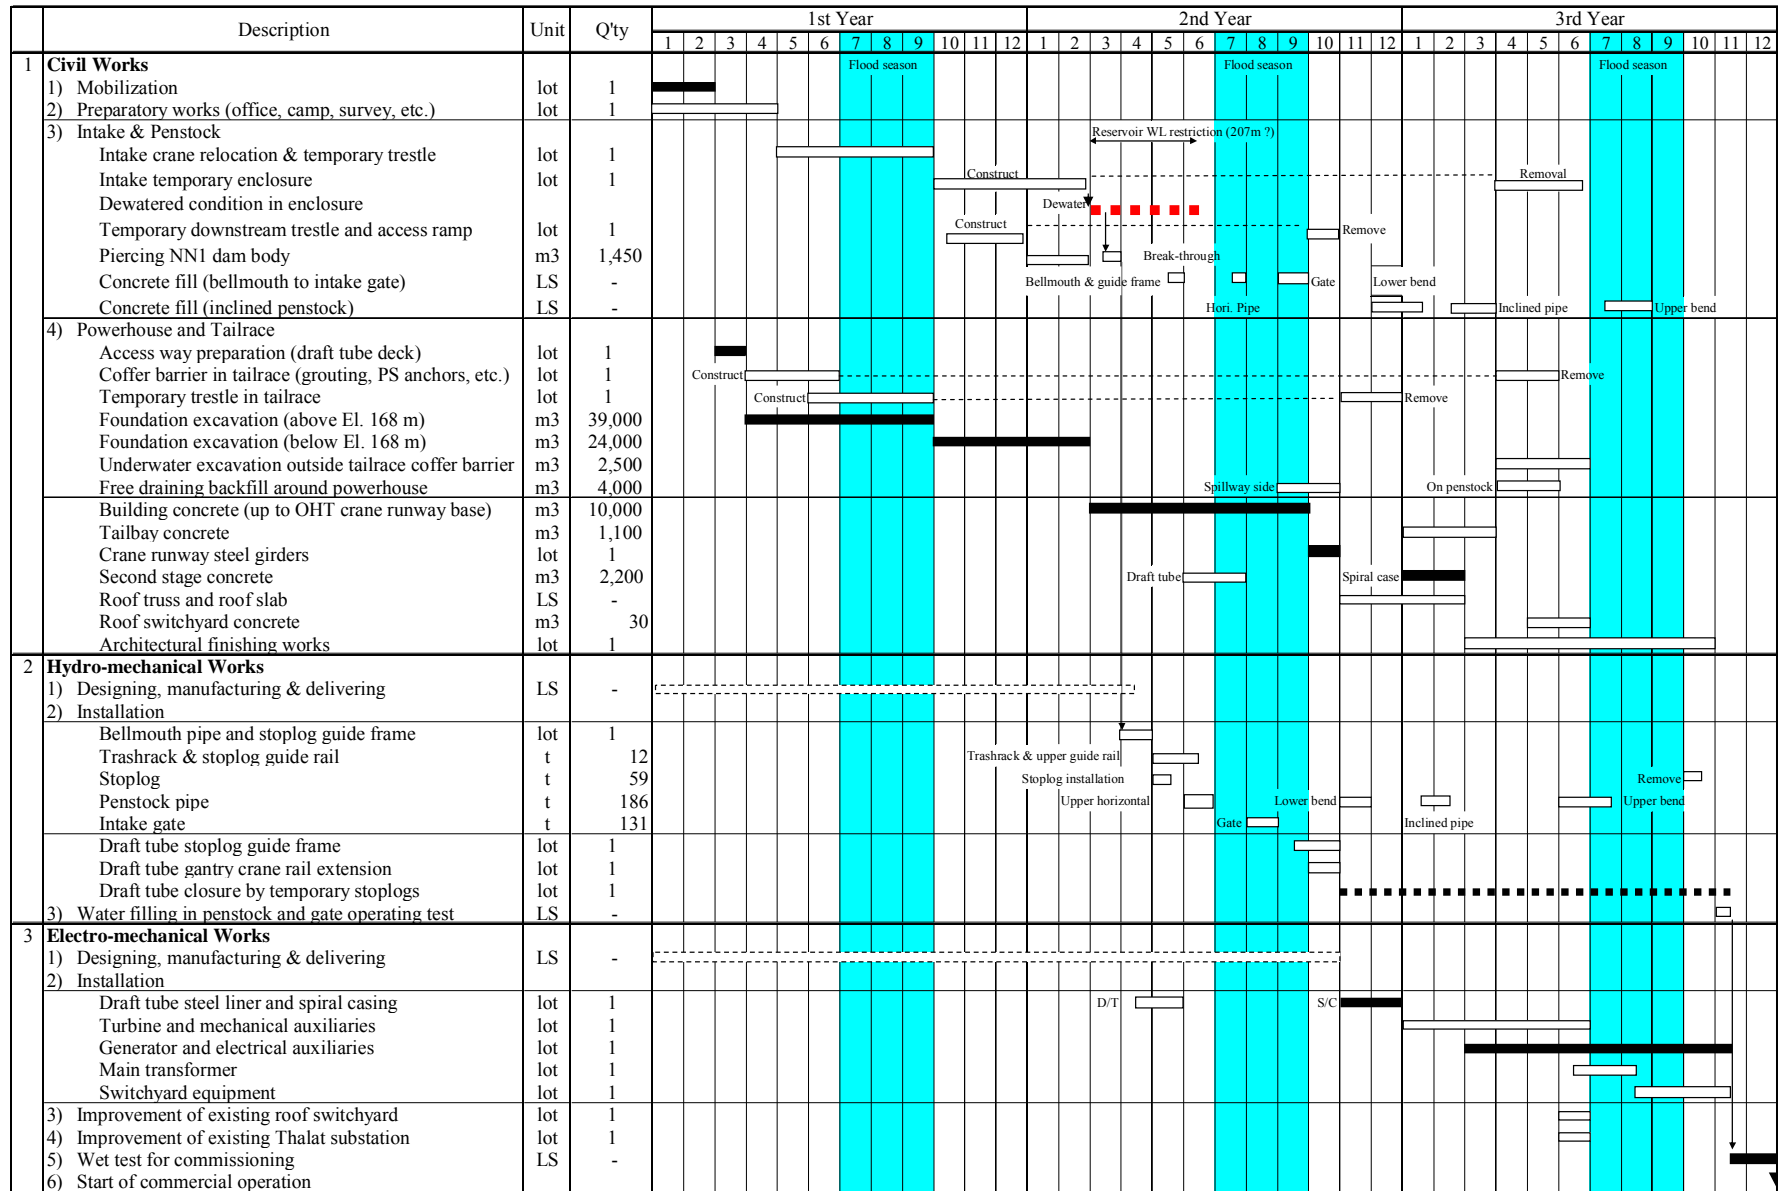 Description Unit Q'ty 1st Year 2nd Year 3rd Year
1 2 3 4 5 6 7 8 9 10 11 12 1 2 3 4 5 6 7 8 9 10 11 12 1 2 3 4 5 6 7 8 9 10 11 12
1 Civil Works Flood season Flood season Flood season
1) Mobilization lot 1
2) Preparatory works (office, camp, survey, etc.) lot 1
3) Intake & Penstock Reservoir WL restriction (207m ?)
Intake crane relocation & temporary trestle lot 1
Intake temporary enclosure lot 1 Construct Removal
Dewatered condition in enclosure Dewater
Temporary downstream trestle and access ramp lot 1 Construct Remove
Piercing NN1 dam body m3 1,450 Break-through
Concrete fill (bellmouth to intake gate) LS - Bellmouth & guide frame Gate Lower bend
Concrete fill (inclined penstock) LS - Hori. Pipe Inclined pipe Upper bend
4) Powerhouse and Tailrace
Access way preparation (draft tube deck) lot 1
Coffer barrier in tailrace (grouting, PS anchors, etc.) lot 1 Construct Remove
Temporary trestle in tailrace lot 1 Construct Remove
Foundation excavation (above El. 168 m) m3 39,000
Foundation excavation (below El. 168 m) m3 24,000
Underwater excavation outside tailrace coffer barrier m3 2,500
Free draining backfill around powerhouse m3 4,000 Spillway side On penstock
Building concrete (up to OHT crane runway base) m3 10,000
Tailbay concrete m3 1,100
Crane runway steel girders lot 1
Second stage concrete m3 2,200 Draft tube Spiral case
Roof truss and roof slab LS -
Roof switchyard concrete m3 30
Architectural finishing works lot 1
2 Hydro-mechanical Works
1) Designing, manufacturing & delivering LS -
2) Installation
Bellmouth pipe and stoplog guide frame lot 1
Trashrack & stoplog guide rail t 12 Trashrack & upper guide rail
Stoplog t 59 Stoplog installation Remove
Penstock pipe t 186 Upper horizontal Lower bend Upper bend
Intake gate t 131 Gate Inclined pipe
Draft tube stoplog guide frame lot 1
Draft tube gantry crane rail extension lot 1
Draft tube closure by temporary stoplogs lot 1
3) Water filling in penstock and gate operating test LS -
3 Electro-mechanical Works
1) Designing, manufacturing & delivering LS -
2) Installation
Draft tube steel liner and spiral casing lot 1 D/T S/C
Turbine and mechanical auxiliaries lot 1
Generator and electrical auxiliaries lot 1
Main transformer lot 1
Switchyard equipment lot 1
3) Improvement of existing roof switchyard lot 1
4) Improvement of existing Thalat substation lot 1
5) Wet test for commissioning LS -
6) Start of commercial operation